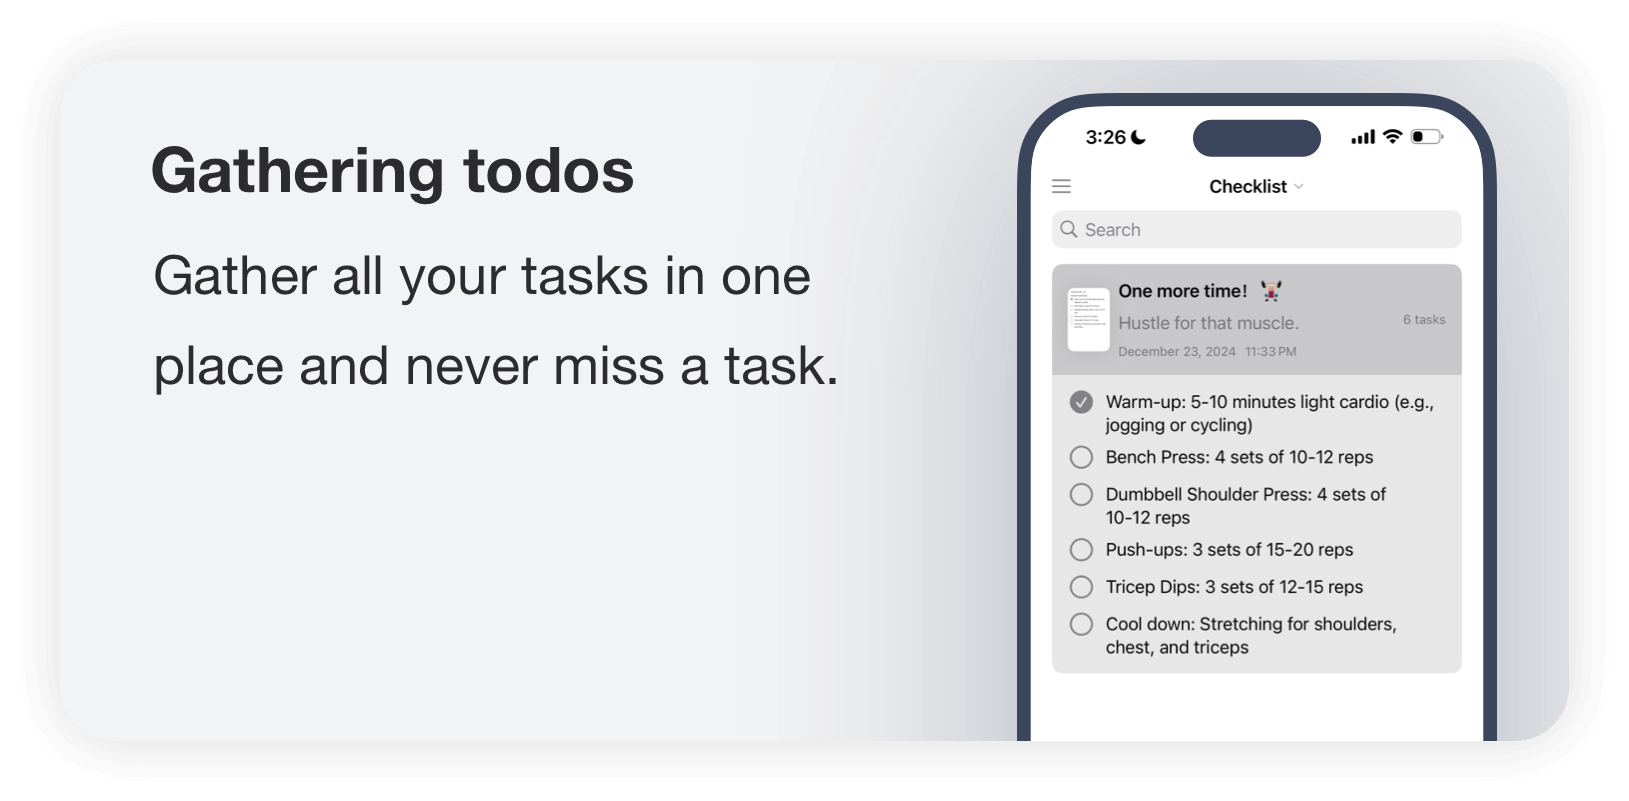 Gathering todos
Gather all your tasks in one
place and never miss a task.
3:26
Checklist
Search
One more time!
Hustle for that muscle.
6 tasks
December 23, 2024 11:33 PM
Warm-up: 5-10 minutes light cardio (e.g.,
jogging or cycling)
Bench Press: 4 sets of 10-12 reps
Dumbbell Shoulder Press: 4 sets of
10-12 reps
Push-ups: 3 sets of 15-20 reps
Tricep Dips: 3 sets of 12-15 reps
Cool down: Stretching for shoulders,
chest, and triceps